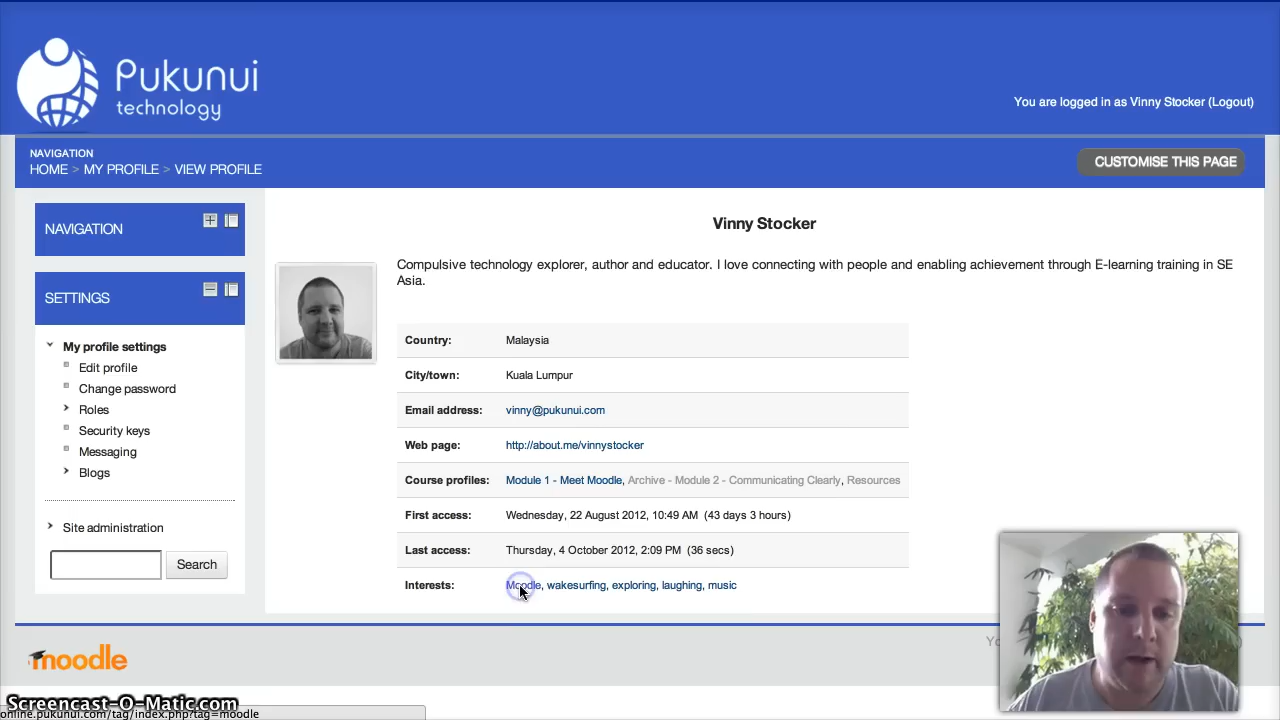 Pukunui
technology
You are logged in as Vinny Stocker (Logout)
NAVIGATION
HOME > MY PROFILE > VIEW PROFILE
CUSTOMISE THIS PAGE
NAVIGATION
SETTINGS
My profile settings
Edit profile
Change password
Roles
Security keys
Messaging
Blogs
Site administration
Search
Vinny Stocker
Compulsive technology explorer, author and educator. I love connecting with people and enabling achievement through E-learning training in SE
Asia.
Country: Malaysia
City/town: Kuala Lumpur
Email address: vinny@pukunui.com
Web page: http://about.me/vinnystocker
Course profiles: Module 1 - Meet Moodle, Archive - Module 2 - Communicating Clearly, Resources
First access: Wednesday, 22 August 2012, 10:49 AM (43 days 3 hours)
Last access: Thursday, 4 October 2012, 2:09 PM (36 secs)
Interests: Moodle, wakesurfing, exploring, laughing, music
moodle
Screencast-O-Matic.com
online.pukunui.com/tag/index.php?tag=moodle